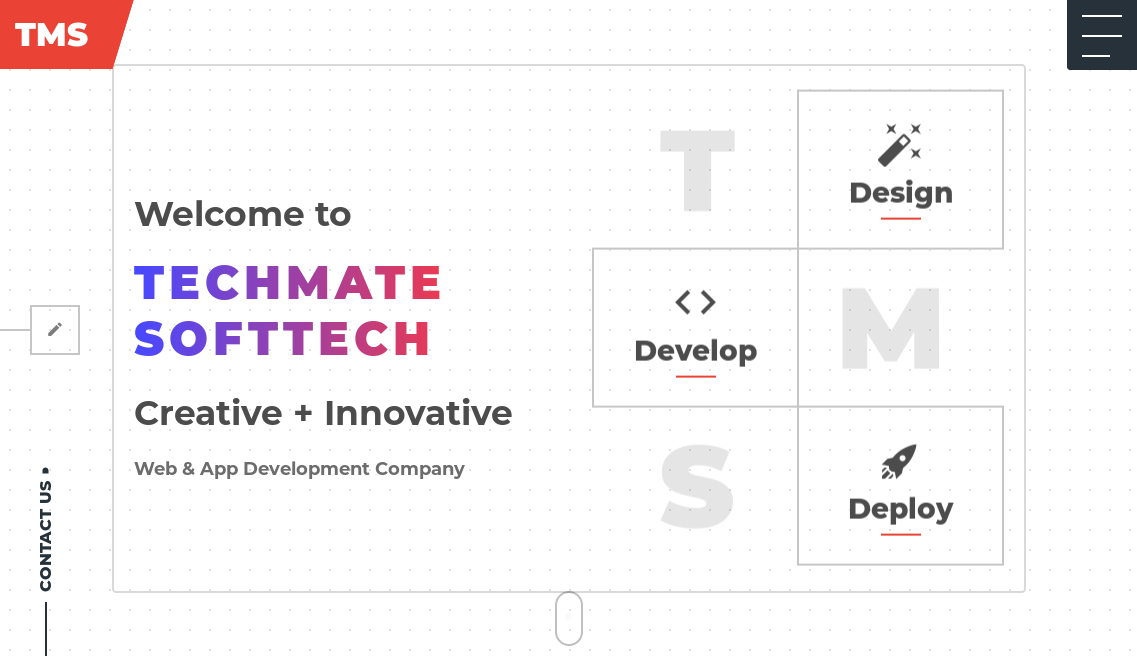 TMS
Welcome to
TECHMATE
SOFTTECH
Creative + Innovative
Web & App Development Company
T
Design
Develop
M
S
Deploy
CONTACT US